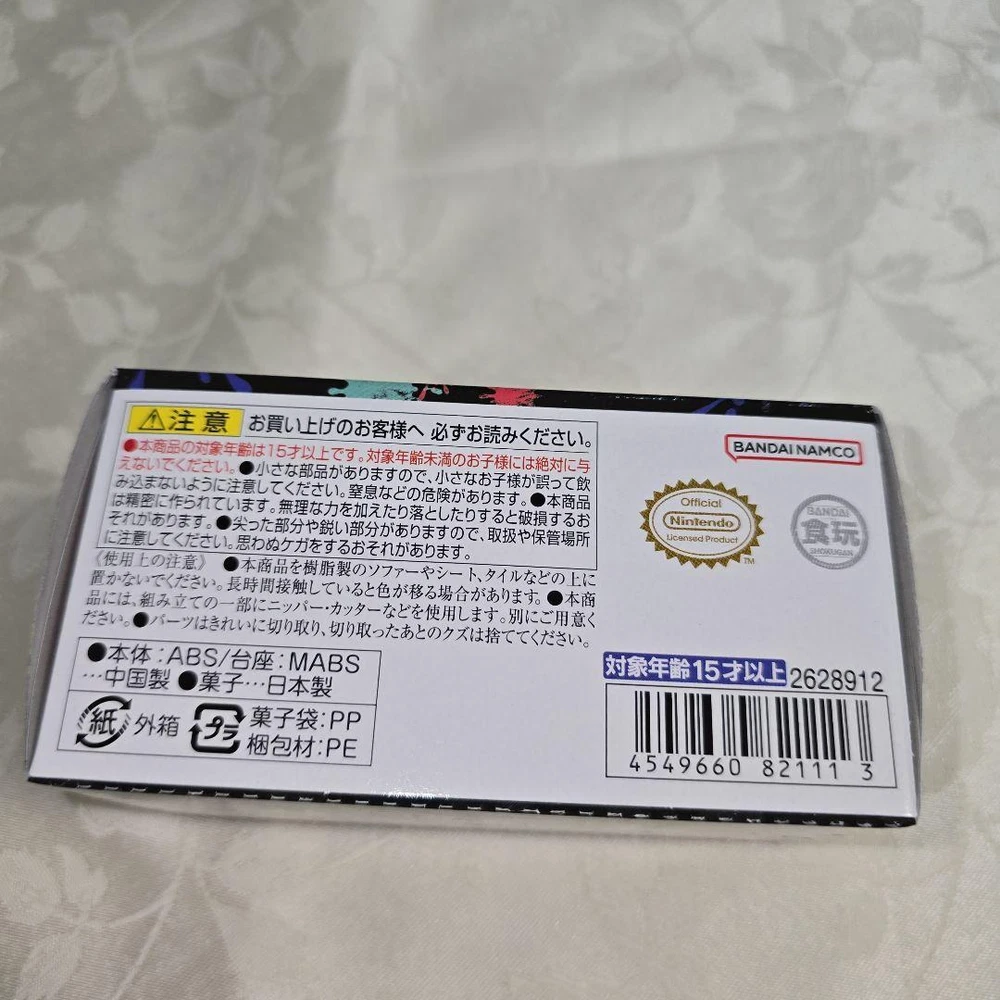 注意 お買い上げのお客様へ 必ずお読みください。
●本商品の対象年齢は15才以上です。対象年齢未満のお子様には絶対に与
えないでください。●小さな部品がありますので、小さなお子様が誤って飲
み込まないように注意してください。窒息などの危険があります。●本商品
は精密に作られています。無理な力を加えたり落としたりすると破損するお
それがあります。●尖った部分や鋭い部分がありますので、取扱や保管場所
に注意してください。思わぬケガをするおそれがあります。
《使用上の注意》 ●本商品を樹脂製のソファーやシート、タイルなどの上に
置かないでください。長時間接触していると色が移る場合があります。●本商
品には、組み立ての一部にニッパー・カッターなどを使用します。別にご用意く
ださい。●パーツはきれいに切り取り、切り取ったあとのクズは捨ててください。
●本体:ABS/台座:MABS
…中国製●菓子…日本製
紙 外箱 プラ 菓子袋:PP
梱包材:PE
BANDAI NAMCO
Official
Nintendo
Licensed Product
TM
BANDAI
食玩
SHOKUGAN
対象年齢15才以上 2628912
4549660 82111 3